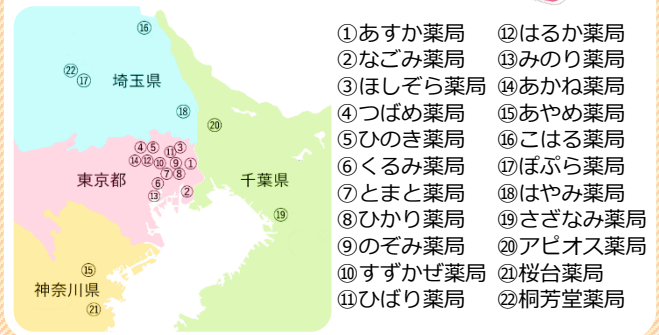 ⑯
㉒
⑰
埼玉県
⑱
⑳
④⑤ ⑪③
⑭⑫⑩⑨①
⑦⑧
東京都
⑥
⑬
②
千葉県
⑲
⑮
神奈川県
㉑
①あすか薬局
②なごみ薬局
③ほしぞら薬局
④つばめ薬局
⑤ひのき薬局
⑥くるみ薬局
⑦とまと薬局
⑧ひかり薬局
⑨のぞみ薬局
⑩すずかぜ薬局
⑪ひばり薬局
⑫はるか薬局
⑬みのり薬局
⑭あかね薬局
⑮あやめ薬局
⑯こはる薬局
⑰ぽぷら薬局
⑱はやみ薬局
⑲さざなみ薬局
⑳アピオス薬局
㉑桜台薬局
㉒桐芳堂薬局